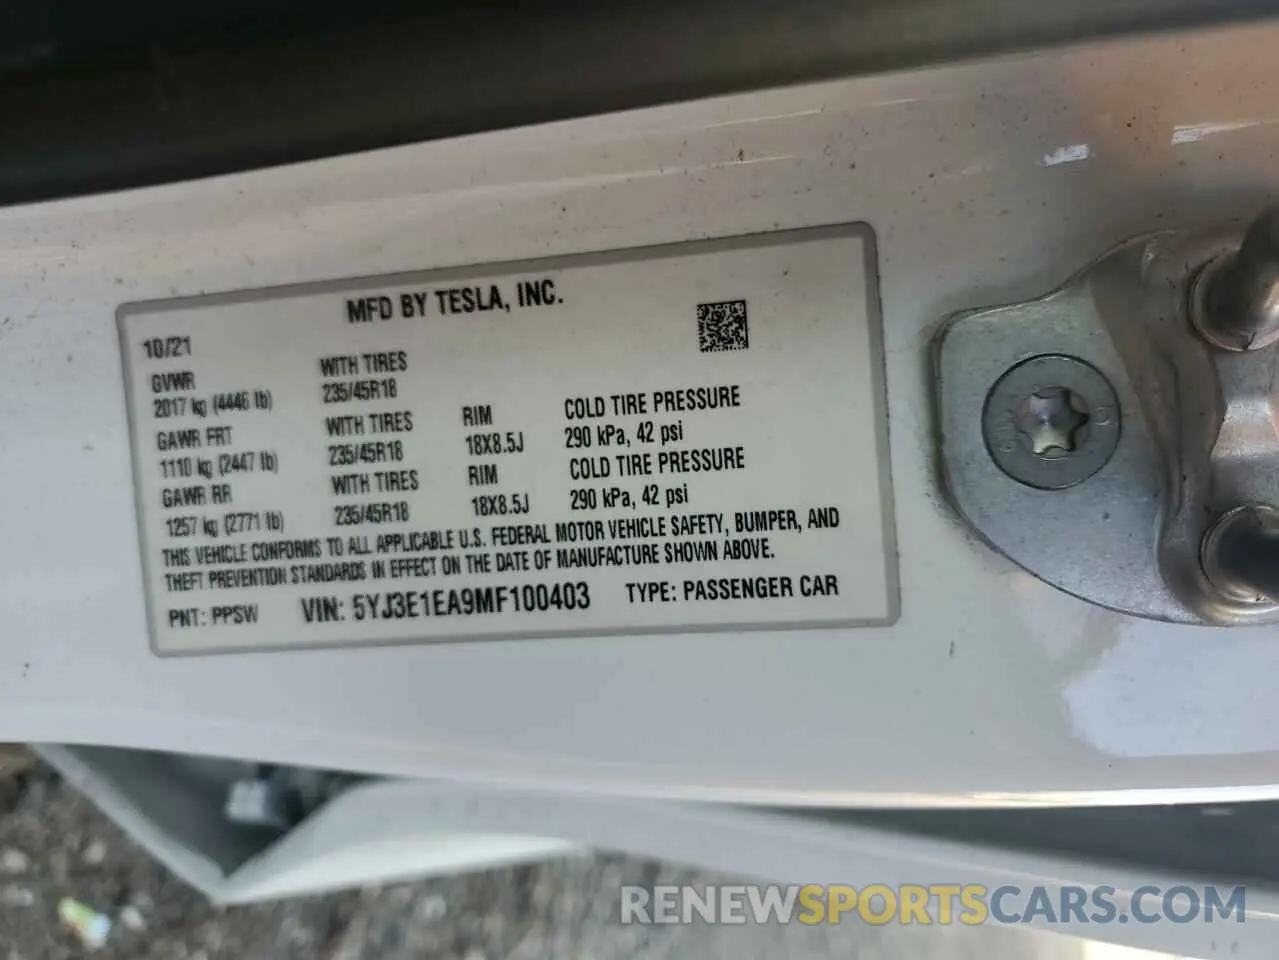 MFD BY TESLA, INC.
10/21
GVWR WITH TIRES
2017 kg (4446 lb) 235/45R18
GAWR FRT WITH TIRES RIM COLD TIRE PRESSURE
1110 kg (2447 lb) 235/45R18 18X8.5J 290 kPa, 42 psi
GAWR RR WITH TIRES RIM COLD TIRE PRESSURE
1257 kg (2771 lb) 235/45R18 18X8.5J 290 kPa, 42 psi
THIS VEHICLE CONFORMS TO ALL APPLICABLE U.S. FEDERAL MOTOR VEHICLE SAFETY, BUMPER, AND
THEFT PREVENTION STANDARDS IN EFFECT ON THE DATE OF MANUFACTURE SHOWN ABOVE.
PNT: PPSW VIN: 5YJ3E1EA9MF100403 TYPE: PASSENGER CAR
RENEWSPORTSCARS.COM